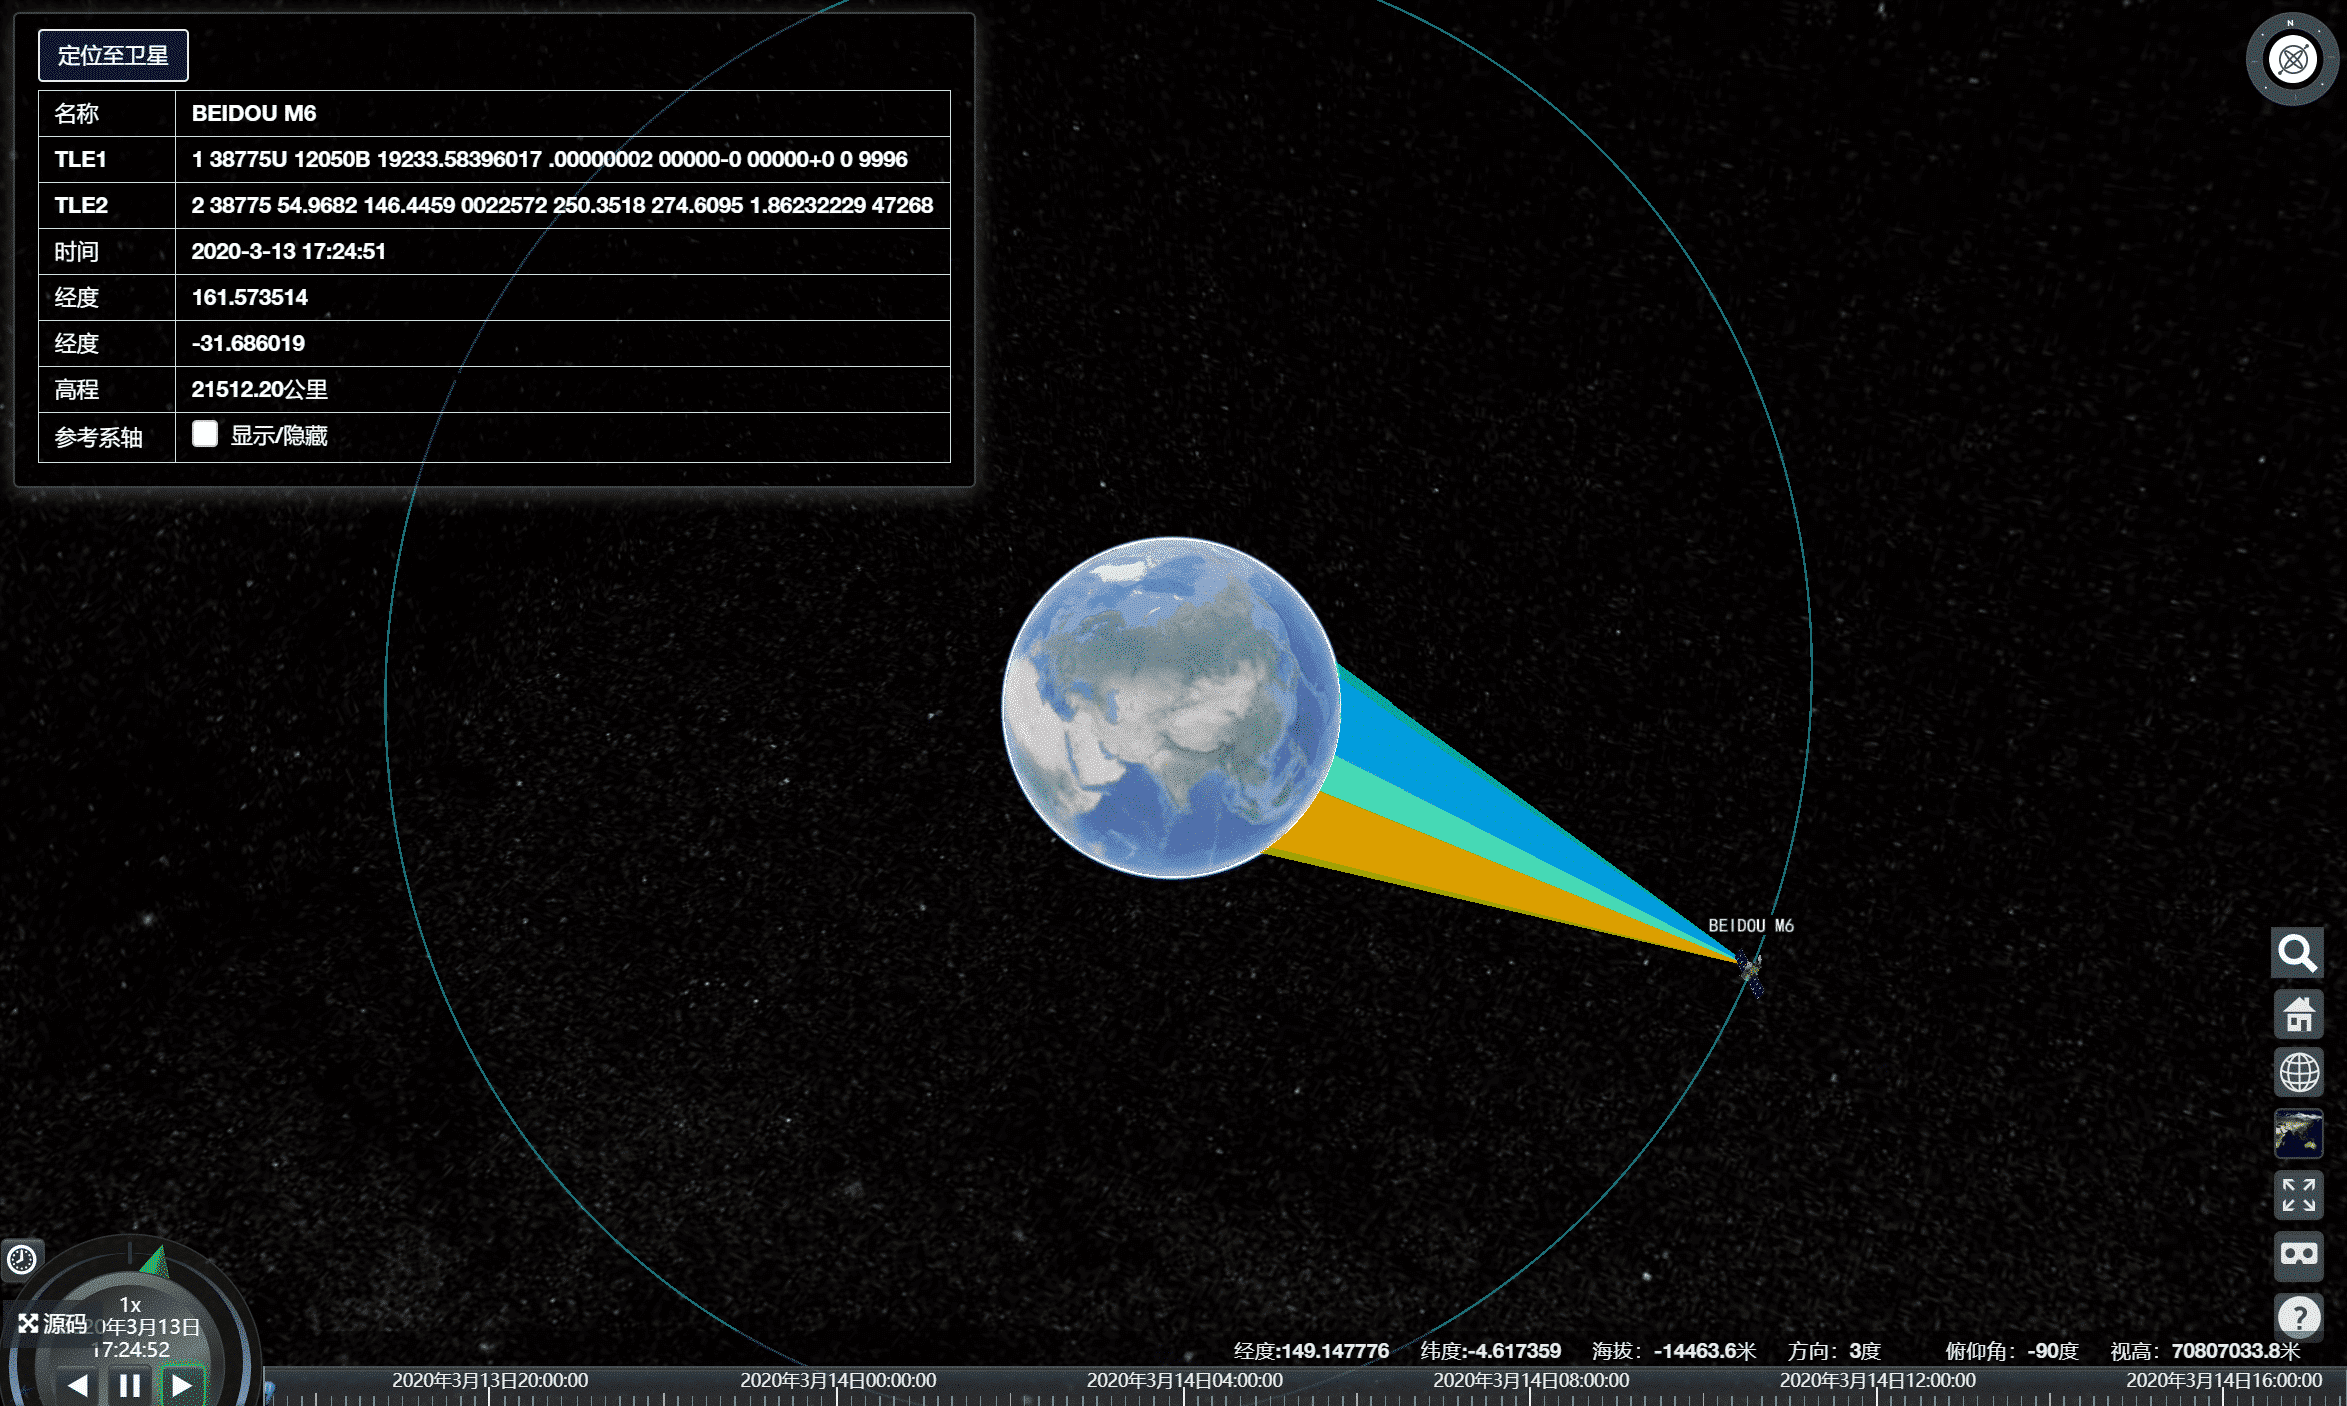 定位至卫星
名称 BEIDOU M6
TLE1 1 38775U 12050B 19233.58396017 .00000002 00000-0 00000+0 0 9996
TLE2 2 38775 54.9682 146.4459 0022572 250.3518 274.6095 1.86232229 47268
时间 2020-3-13 17:24:51
经度 161.573514
经度 -31.686019
高程 21512.20公里
参考系轴 显示/隐藏
N
BEIDOU M6
1x
源码
20年3月13日
17:24:52
?
经度:149.147776 纬度:-4.617359 海拔：-14463.6米 方向：3度 俯仰角：-90度 视高：70807033.8米
2020年3月13日20:00:00 2020年3月14日00:00:00 2020年3月14日04:00:00 2020年3月14日08:00:00 2020年3月14日12:00:00 2020年3月14日16:00:00